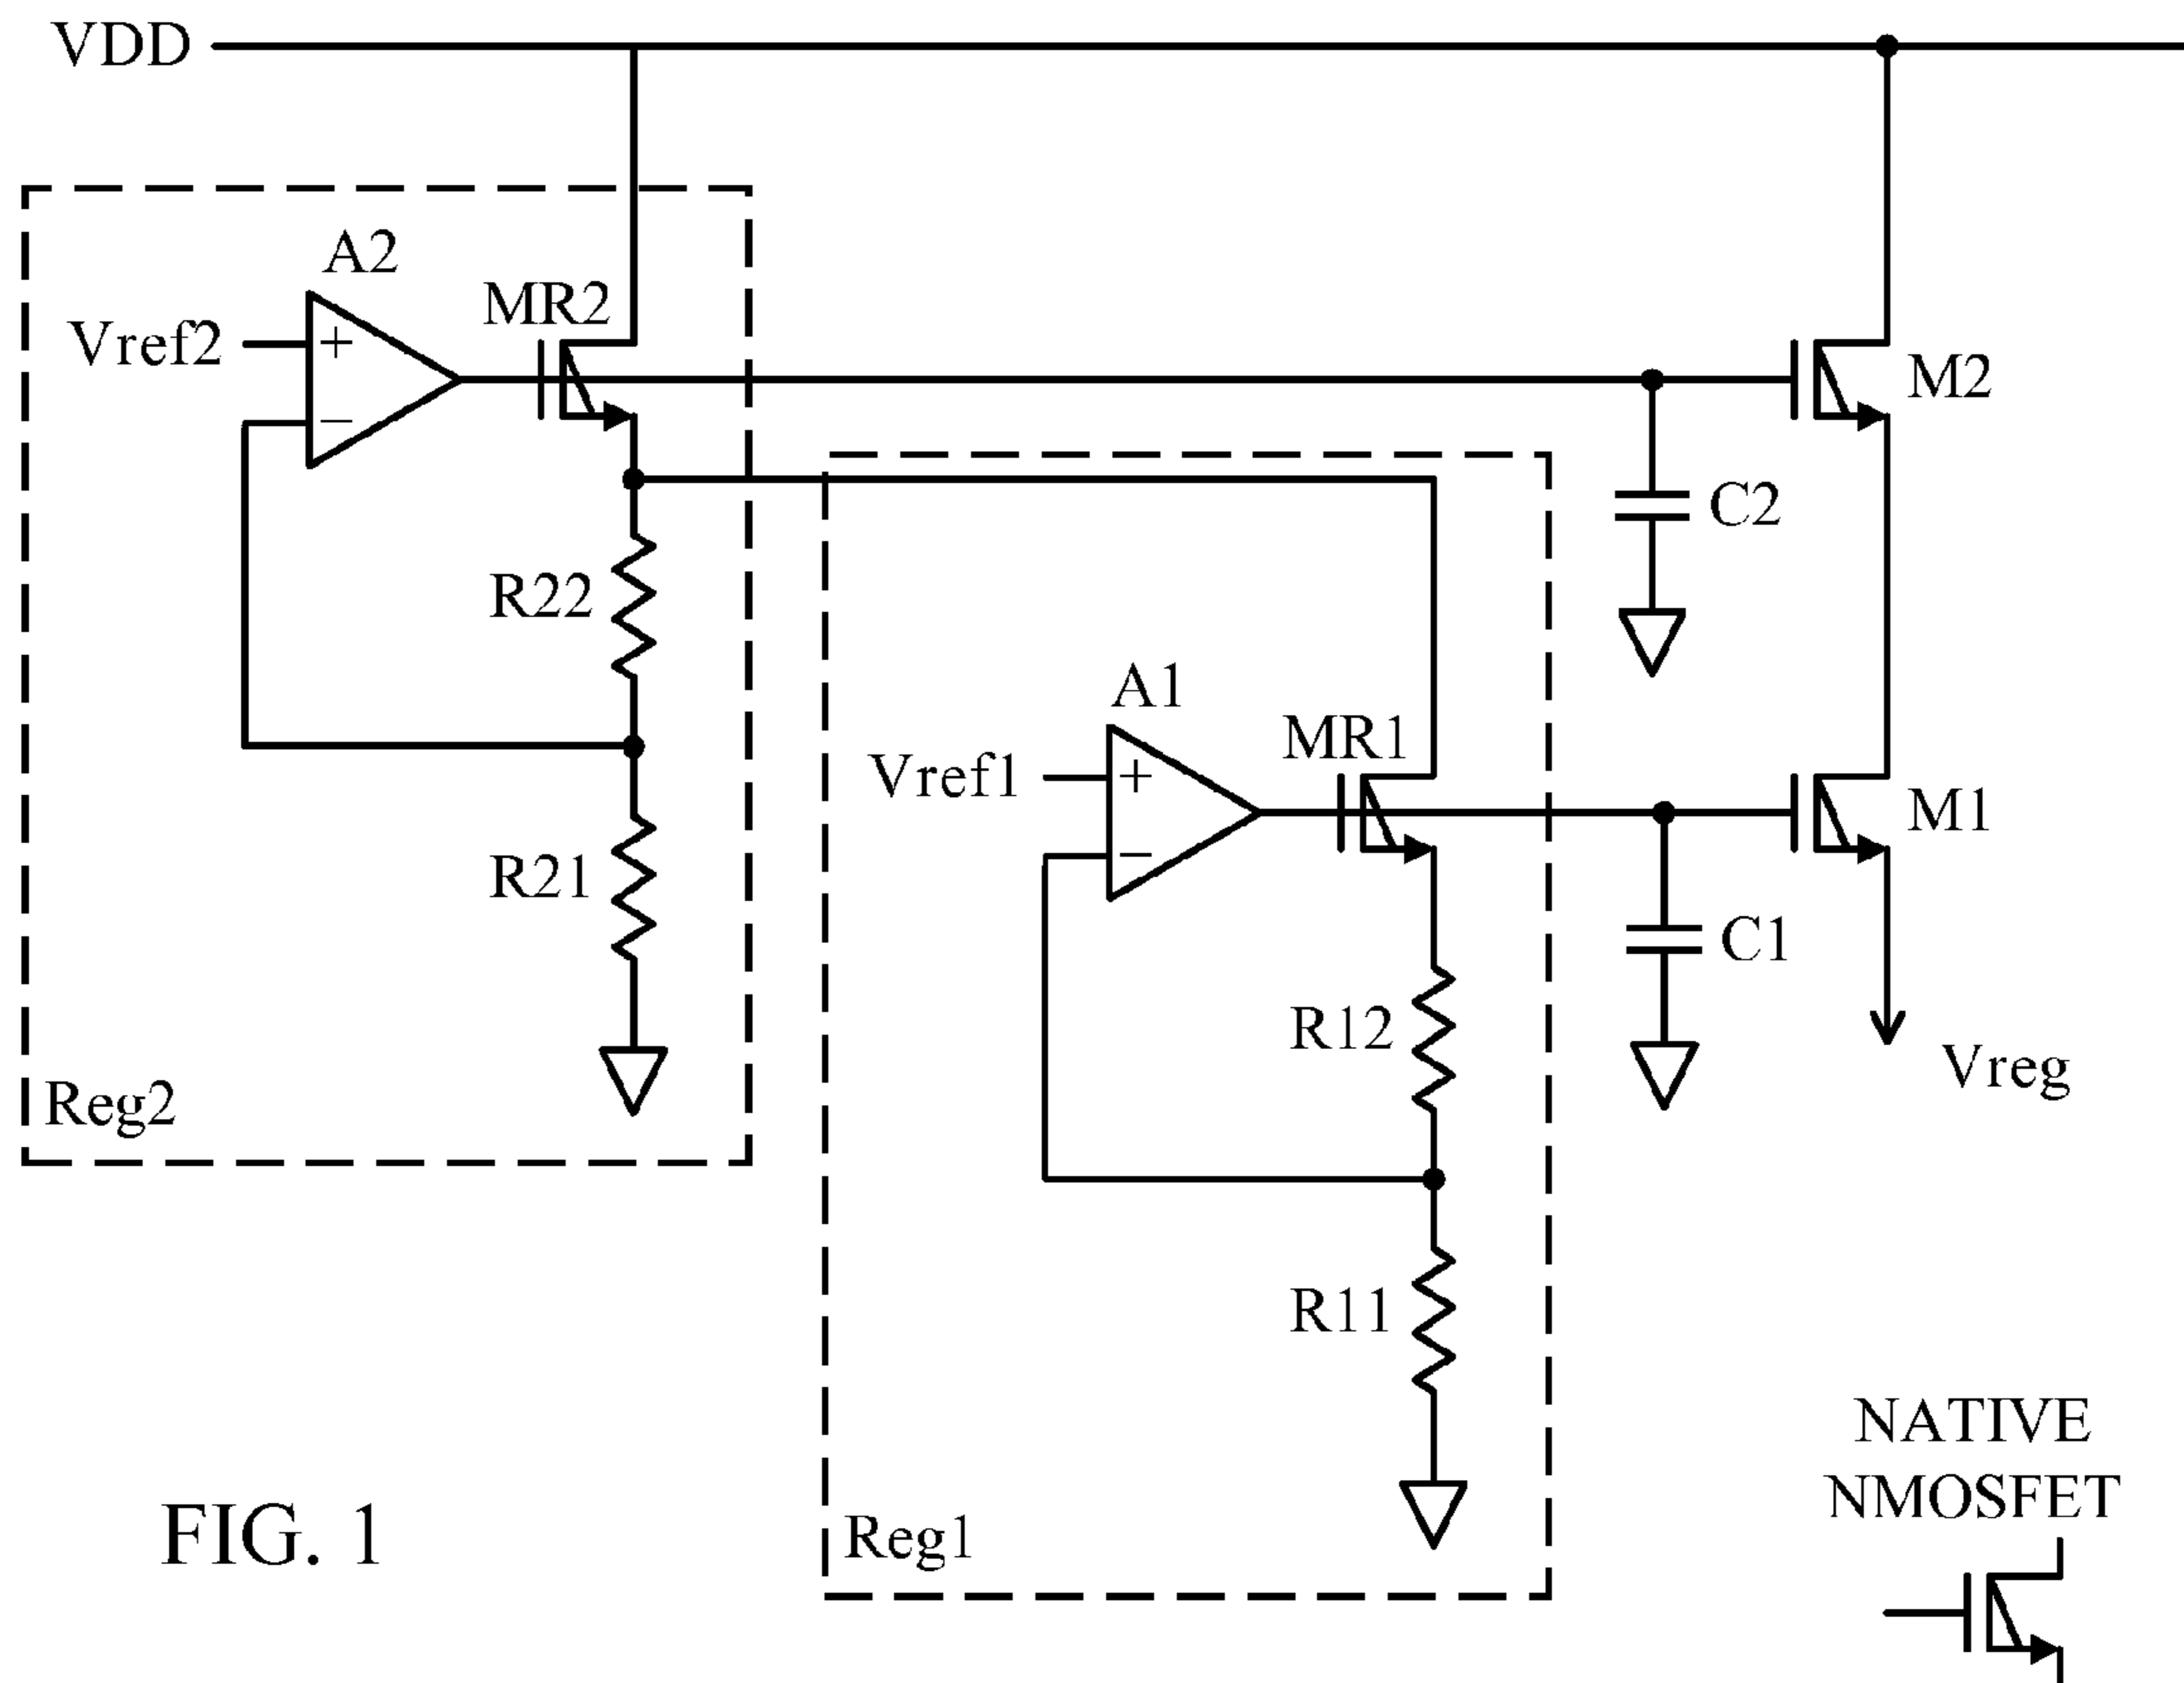 VDD
A2
MR2
Vref2
+
−
M2
C2
R22
A1
MR1
Vref1
+
−
M1
R21
C1
R12
Vreg
Reg2
R11
NATIVE
NMOSFET
FIG. 1
Reg1